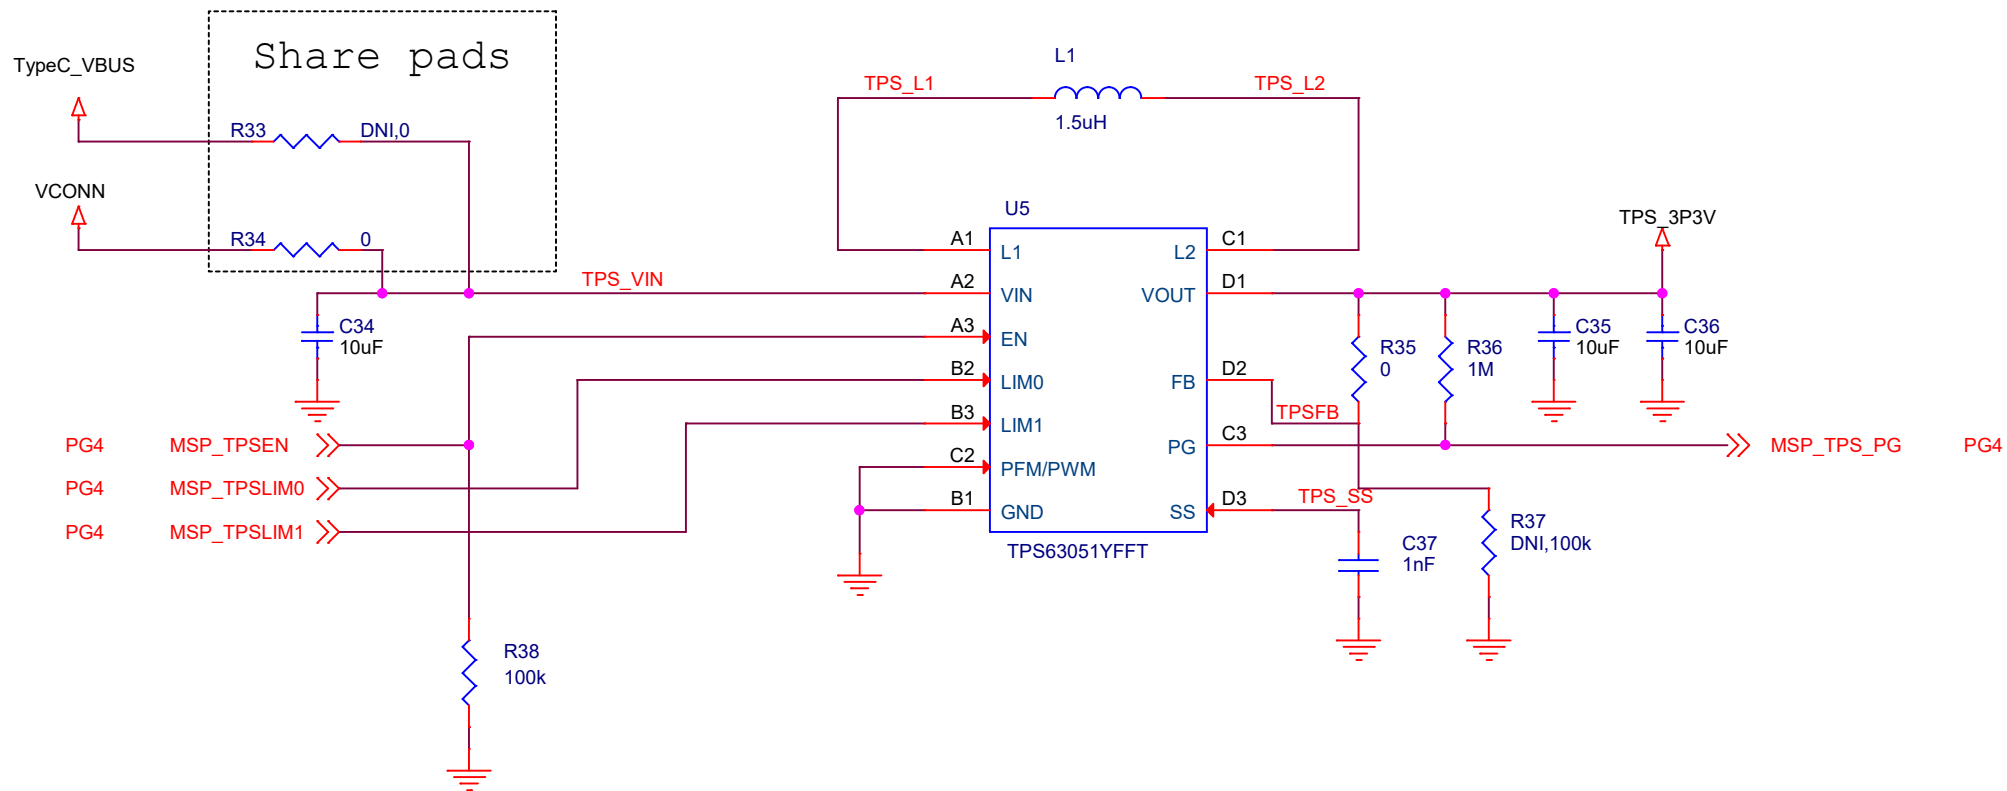 Share pads
TypeC_VBUS
R33 DNI,0
VCONN
R34 0
TPS_VIN
C34
10uF
PG4 MSP_TPSEN
PG4 MSP_TPSLIM0
PG4 MSP_TPSLIM1
R38
100k
L1
TPS_L1 TPS_L2
1.5uH
U5
A1 L1 L2 C1
A2 VIN VOUT D1
A3 EN
B2 LIM0 FB D2
B3 LIM1
C2 PFM/PWM PG C3
B1 GND SS D3
TPS63051YFFT
TPS_3P3V
R35
0
R36
1M
C35
10uF
C36
10uF
TPSFB
MSP_TPS_PG PG4
TPS_SS
C37
1nF
R37
DNI,100k